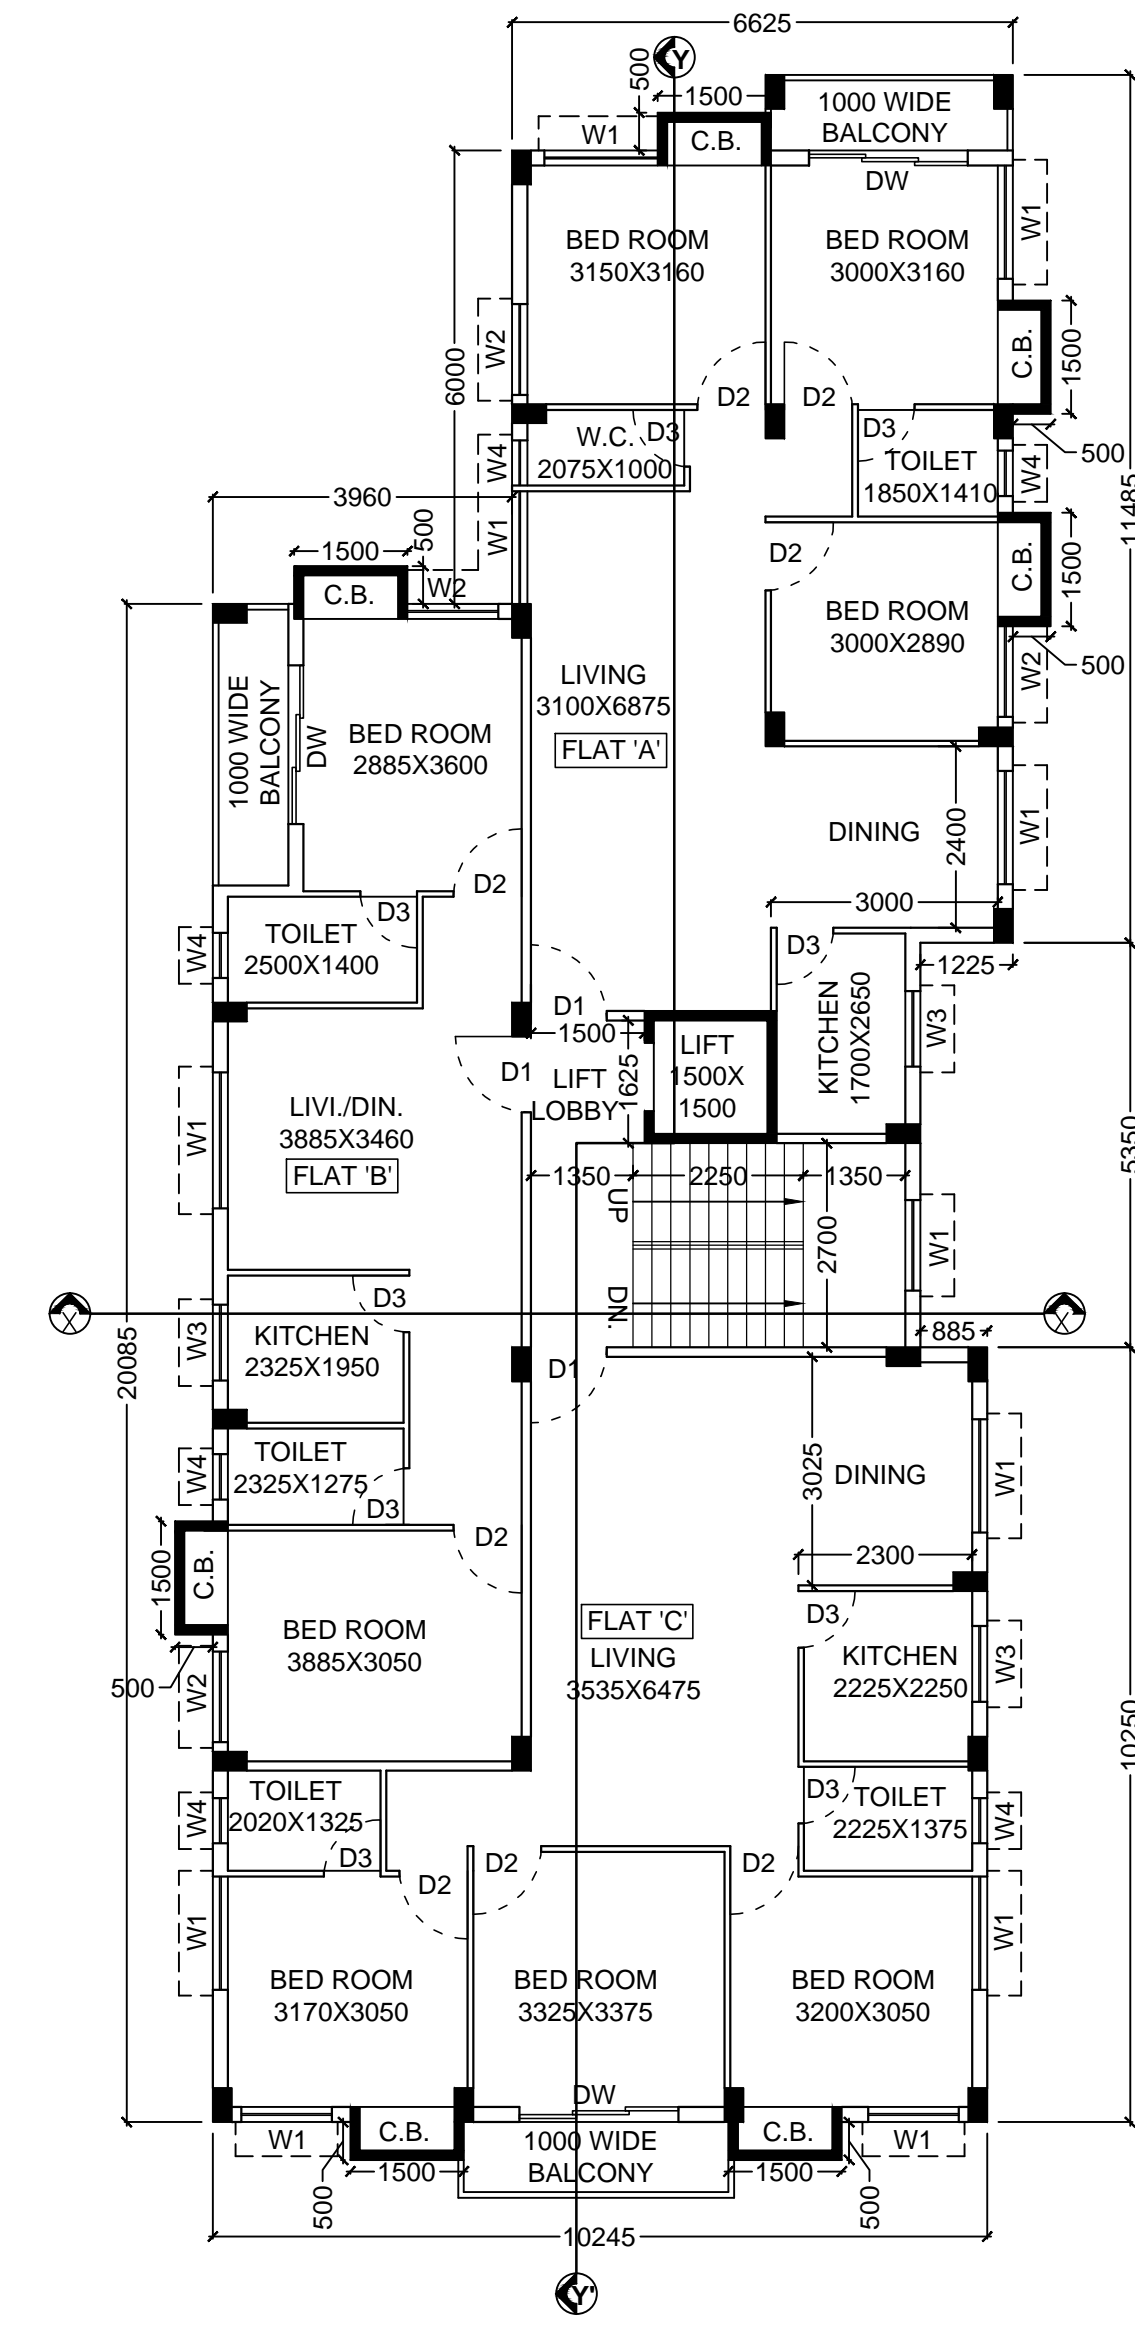 6625
Y
500
1500
1000 WIDE
BALCONY
W1
C.B.
DW
W1
BED ROOM
3150X3160
BED ROOM
3000X3160
6000
W2
C.B.
1500
D2
D2
W.C.
2075X1000
D3
D3
TOILET
1850X1410
500
W4
W4
11485
3960
W1
1500
500
C.B.
W2
D2
C.B.
1500
BED ROOM
3000X2890
500
W2
LIVING
3100X6875
FLAT 'A'
1000 WIDE
BALCONY
DW
BED ROOM
2885X3600
DINING
2400
W1
D2
3000
D3
TOILET
2500X1400
W4
D3
1225
D1
1500
LIFT
1500X
1500
1625
KITCHEN
1700X2650
W3
D1
LIFT
LOBBY
LIVI./DIN.
3885X3460
FLAT 'B'
W1
5350
1350
2250
1350
UP
2700
W1
DN.
X
X
D3
W3
KITCHEN
2325X1950
885
20085
D1
TOILET
2325X1275
W4
D3
3025
DINING
W1
D2
2300
1500
C.B.
D3
BED ROOM
3885X3050
FLAT 'C'
LIVING
3535X6475
KITCHEN
2225X2250
W3
500
W2
10250
TOILET
2020X1325
W4
D3
D3
TOILET
2225X1375
W4
D2
D2
D2
W1
W1
BED ROOM
3170X3050
BED ROOM
3325X3375
BED ROOM
3200X3050
DW
W1
C.B.
1000 WIDE
BALCONY
C.B.
W1
500
1500
1500
500
10245
Y'